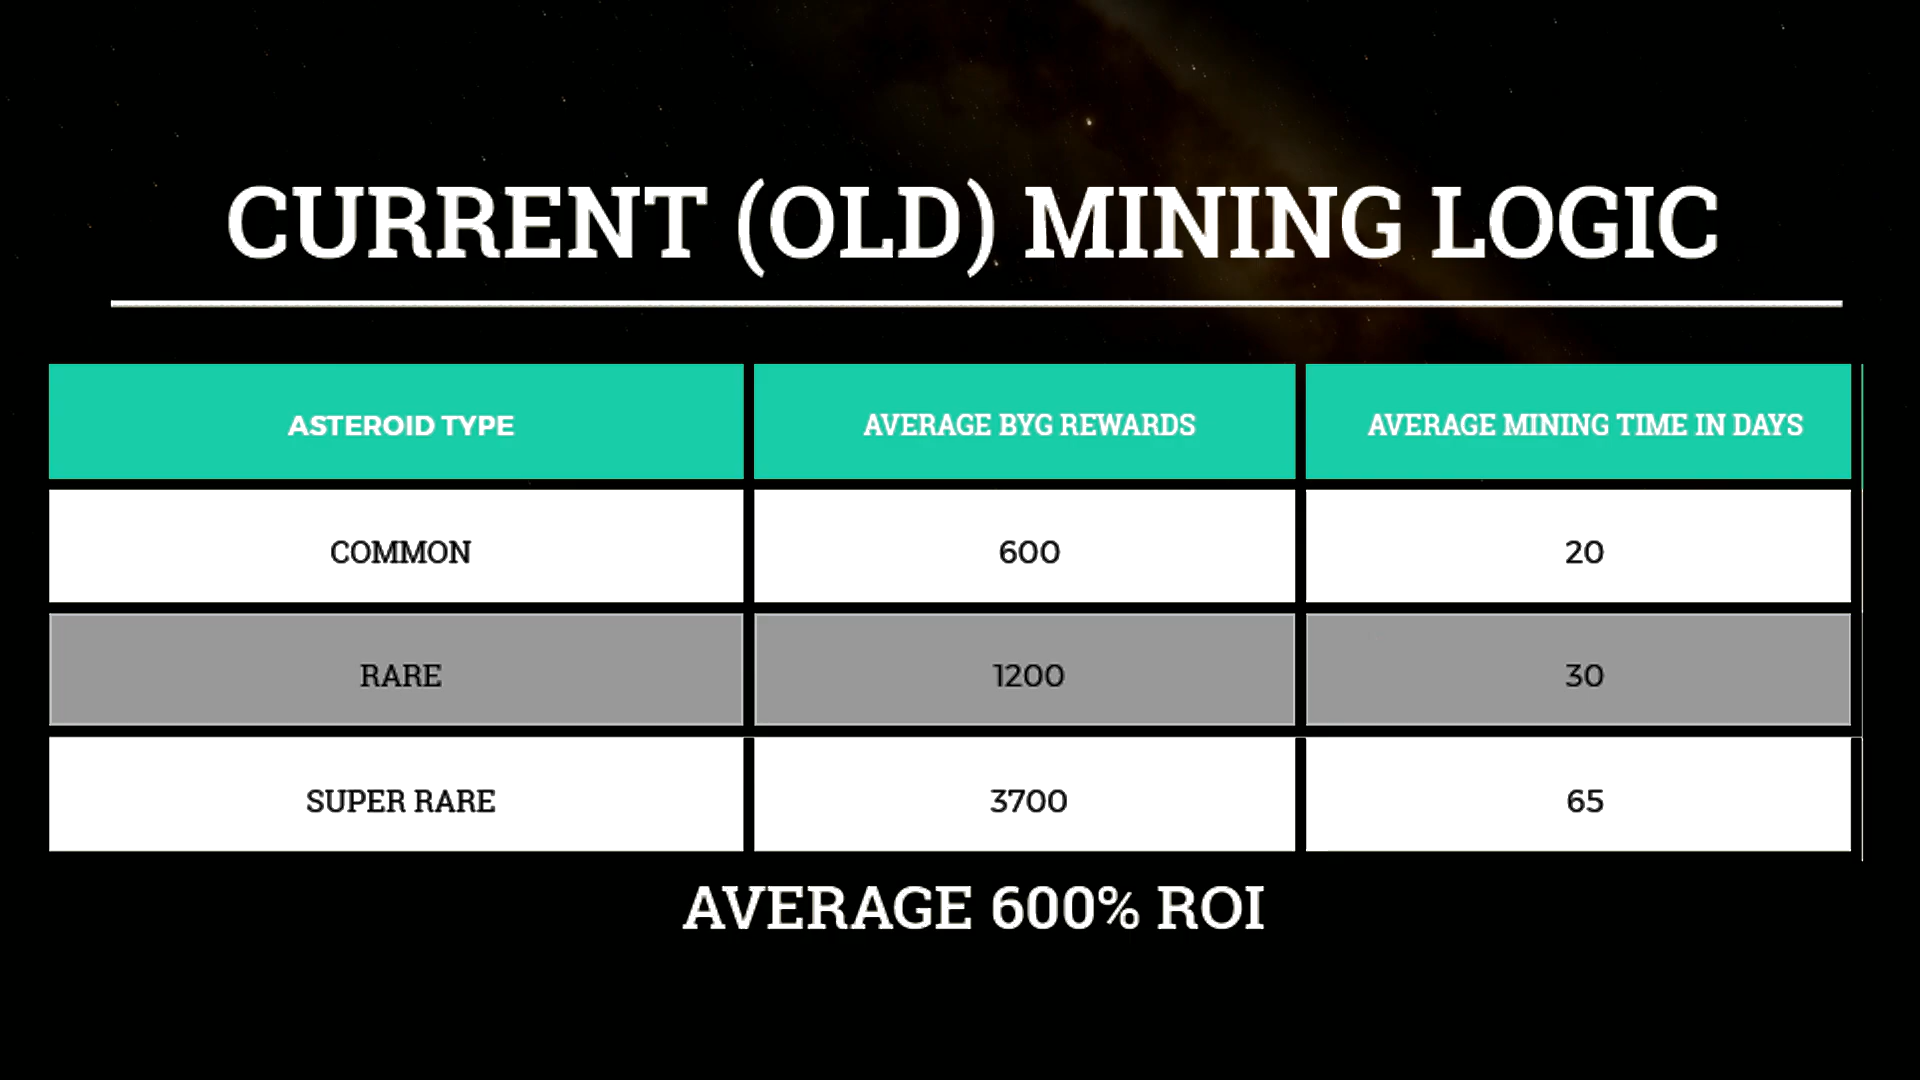 CURRENT (OLD) MINING LOGIC
ASTEROID TYPE AVERAGE BYG REWARDS AVERAGE MINING TIME IN DAYS
COMMON 600 20
RARE 1200 30
SUPER RARE 3700 65
AVERAGE 600% ROI